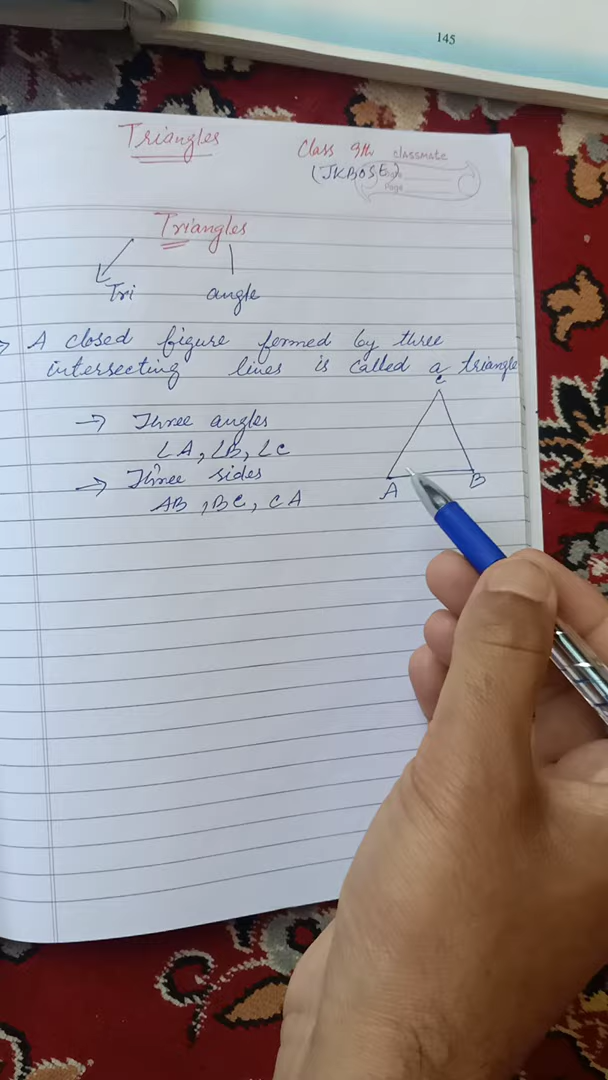 145
Triangles
Class 9th classmate
(JKBOSE)
Page
Triangles
Tri angle
→ A closed figure formed by three
intersecting lines is called a triangle
→ Three angles
∠A, ∠B, ∠C
→ Three sides
AB, BC, CA
C
A B